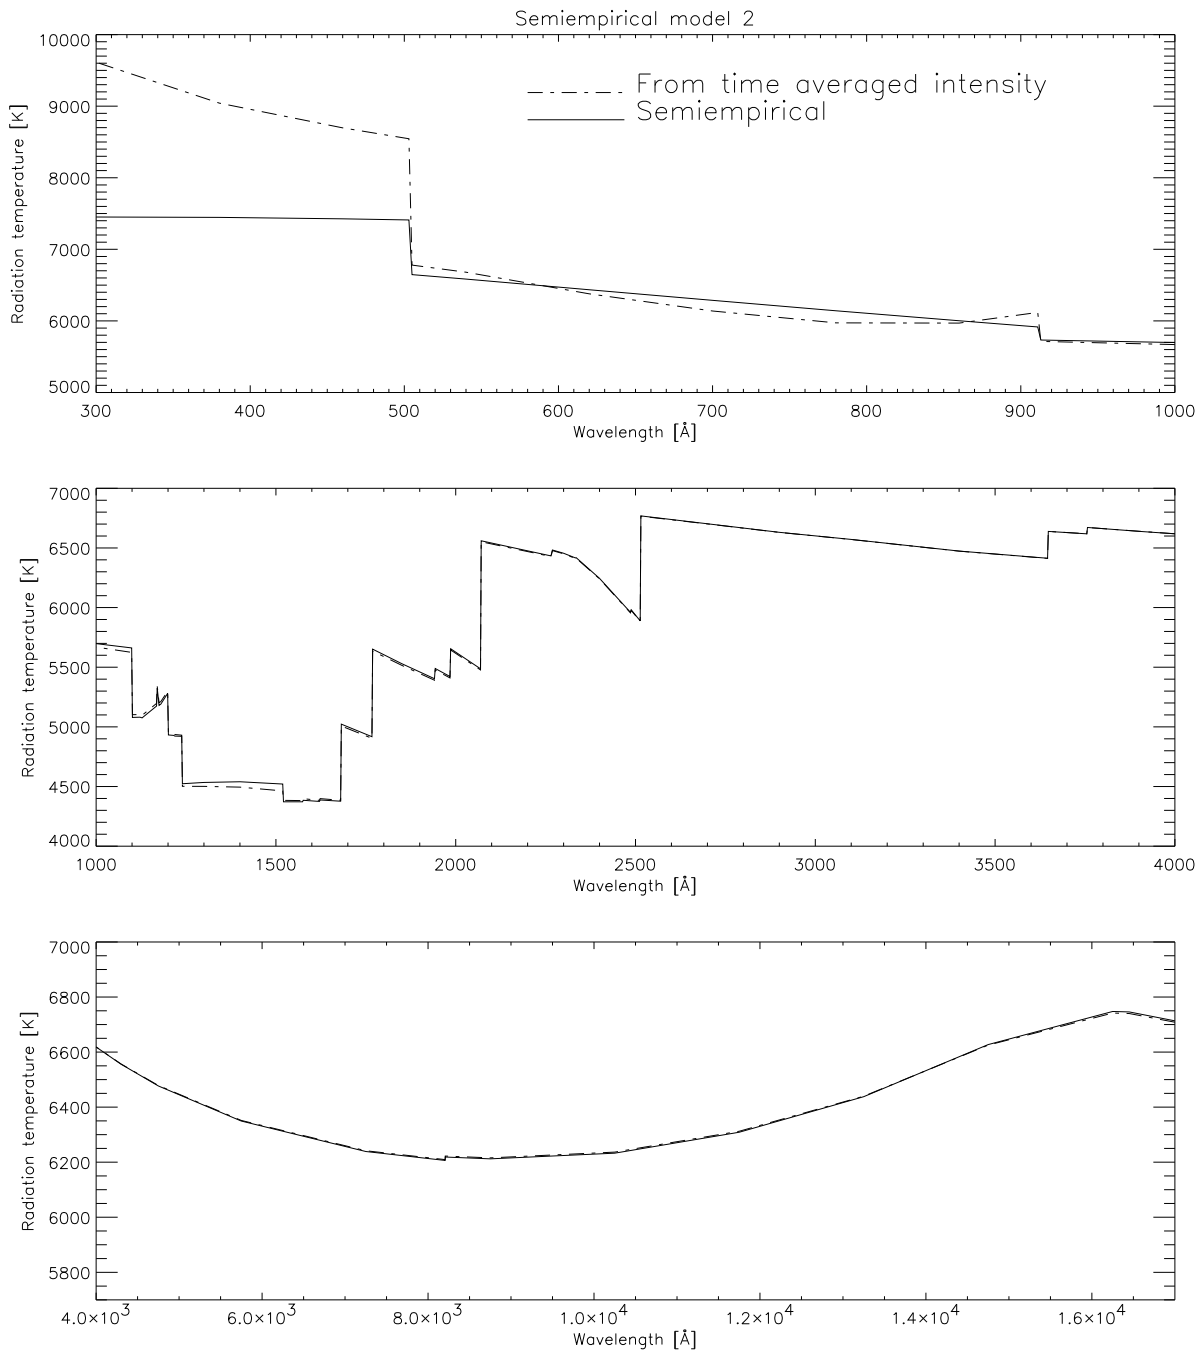 Semiempirical model 2
10000
9000
8000
7000
6000
5000
Radiation temperature [K]
From time averaged intensity
Semiempirical
300 400 500 600 700 800 900 1000
Wavelength [Å]
7000
6500
6000
5500
5000
4500
4000
Radiation temperature [K]
1000 1500 2000 2500 3000 3500 4000
Wavelength [Å]
7000
6800
6600
6400
6200
6000
5800
Radiation temperature [K]
4.0×10³ 6.0×10³ 8.0×10³ 1.0×10⁴ 1.2×10⁴ 1.4×10⁴ 1.6×10⁴
Wavelength [Å]